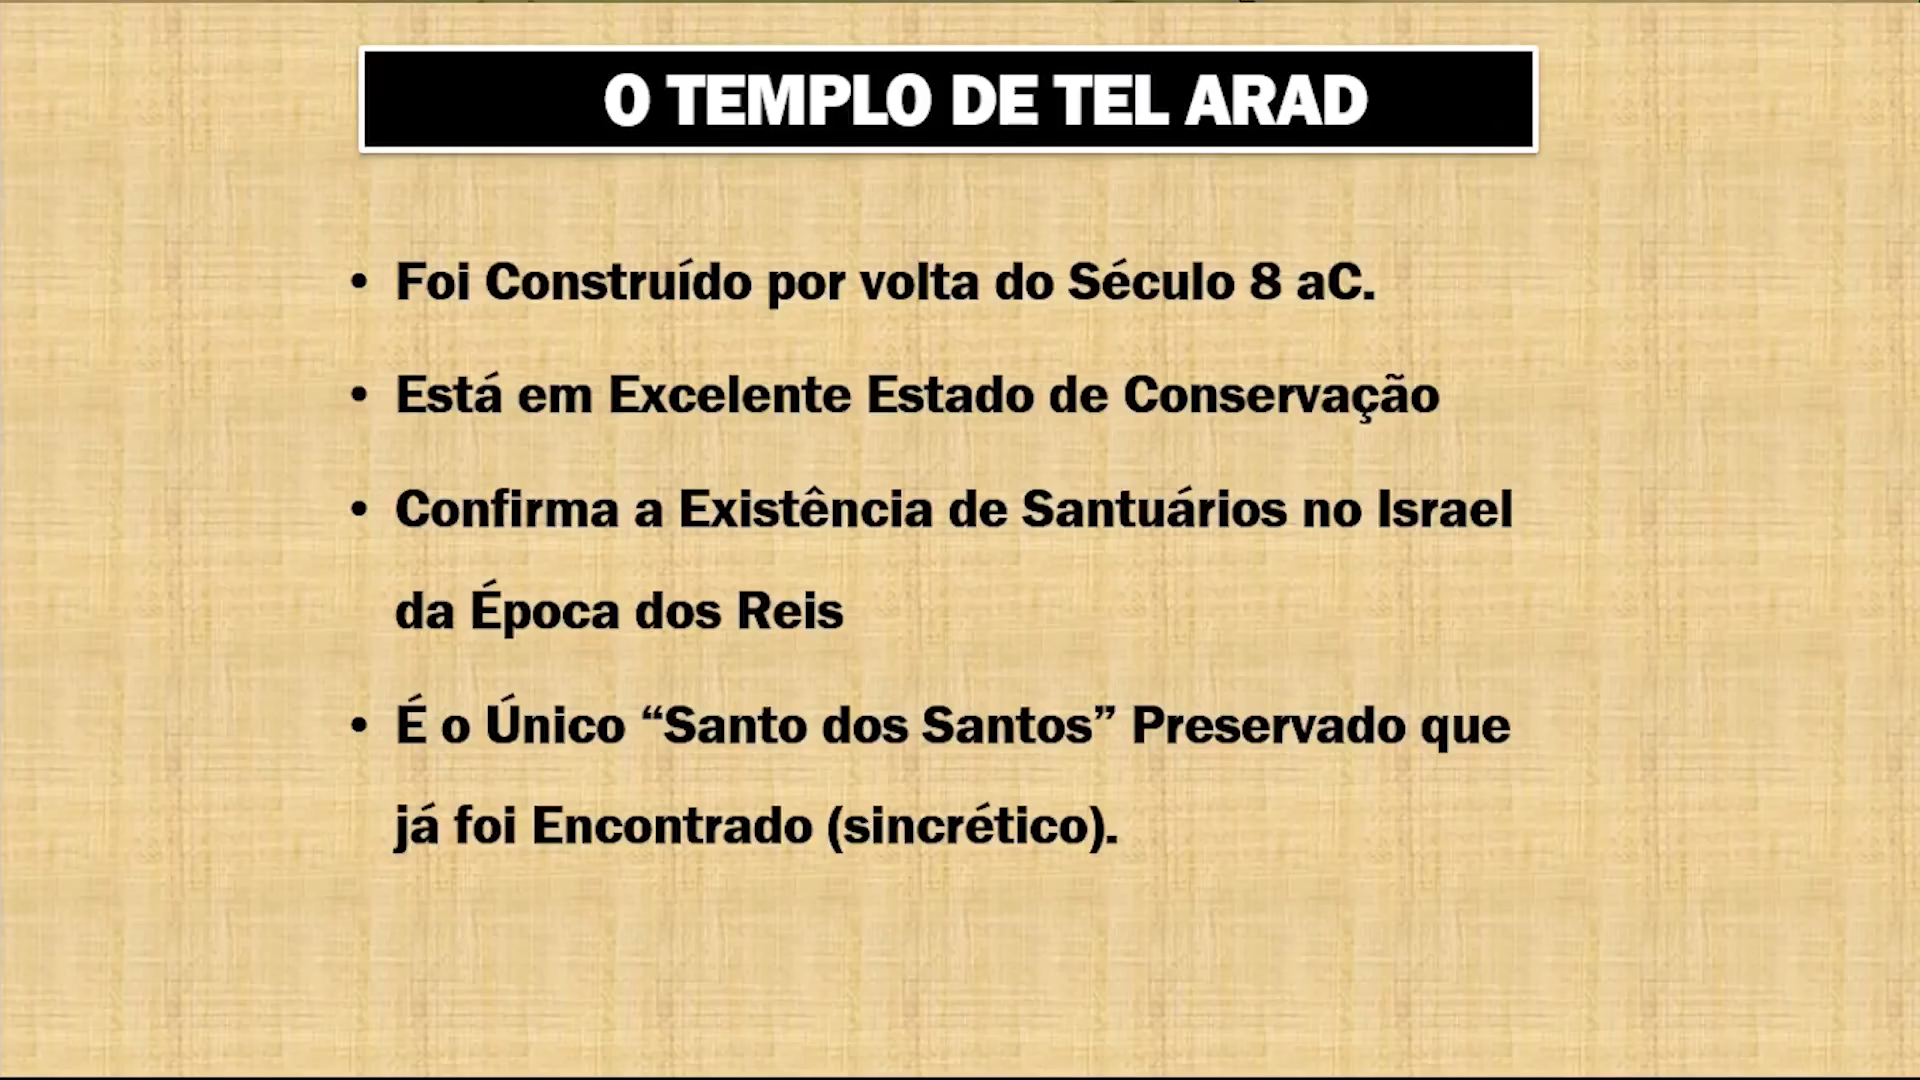 O TEMPLO DE TEL ARAD
• Foi Construído por volta do Século 8 aC.
• Está em Excelente Estado de Conservação
• Confirma a Existência de Santuários no Israel
da Época dos Reis
• É o Único “Santo dos Santos” Preservado que
já foi Encontrado (sincrético).